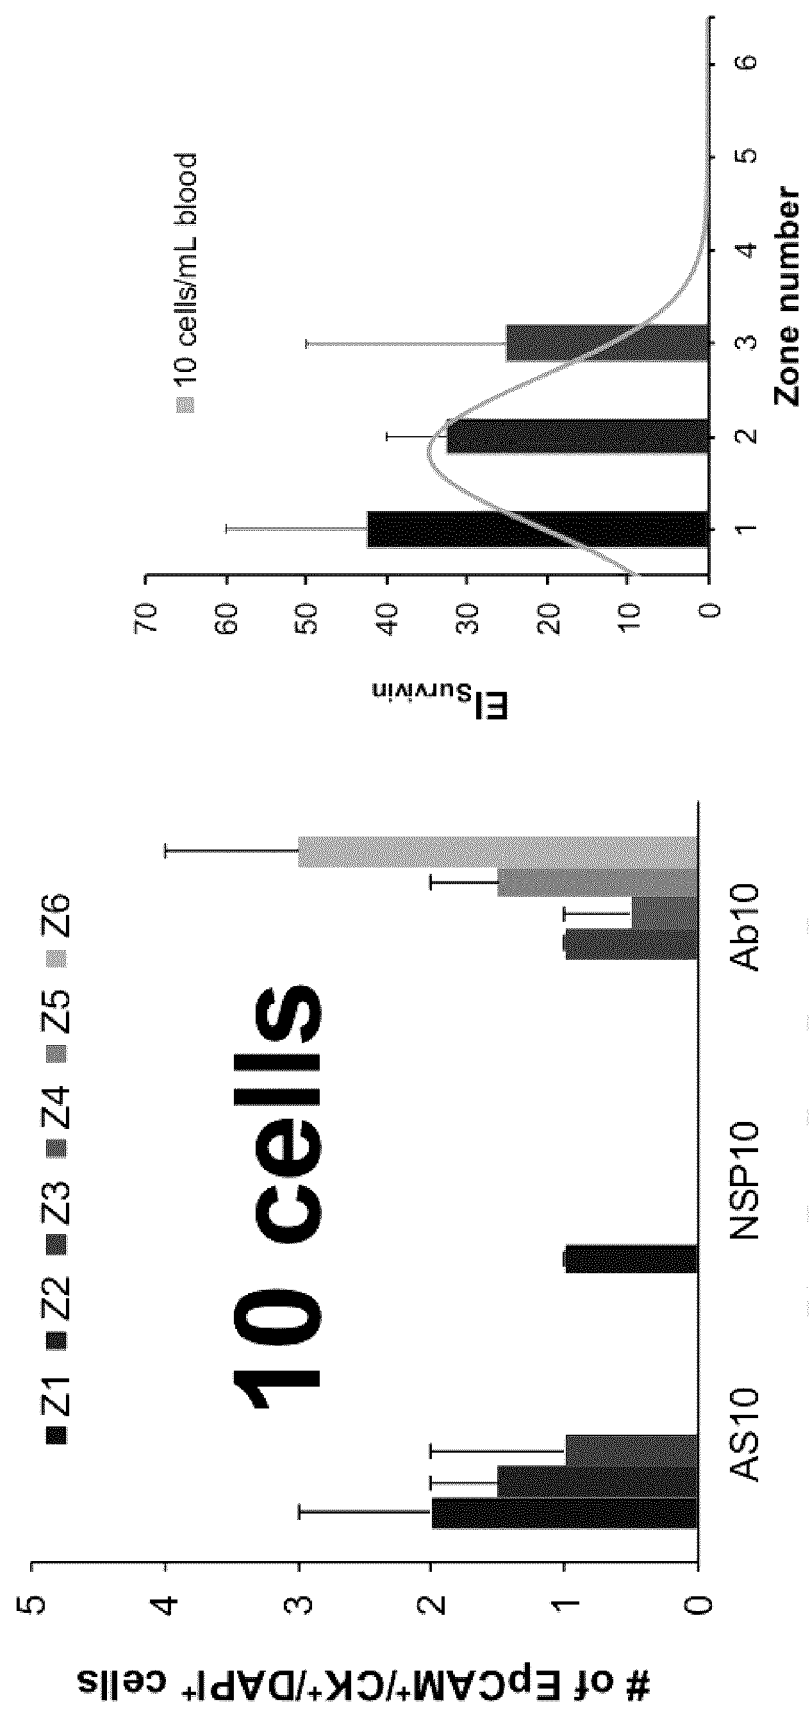 Z1 Z2 Z3 Z4 Z5 Z6
10 cells
# of EpCAM⁺/CK⁺/DAPI⁺ cells
5
4
3
2
1
0
AS10 NSP10 Ab10
10 cells/mL blood
EISurvivin
70
60
50
40
30
20
10
0
1 2 3 4 5 6
Zone number